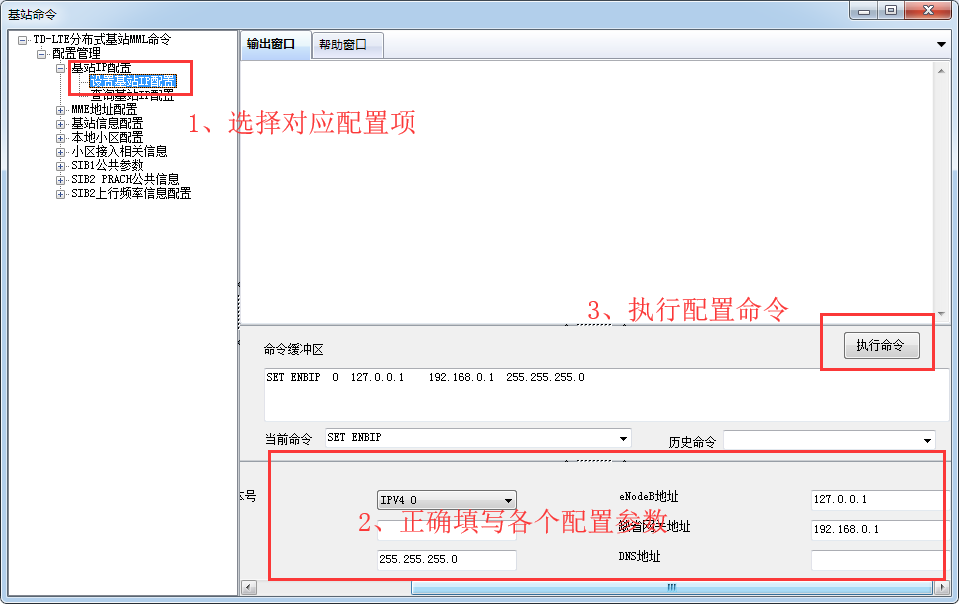 基站命令
TD-LTE分布式基站MML命令
配置管理
基站IP配置
设置基站IP配置
查询基站IP配置
MME地址配置
基站信息配置
本地小区配置
小区接入相关信息
SIB1公共参数
SIB2 PRACH公共信息
SIB2上行频率信息配置
1、选择对应配置项
输出窗口 帮助窗口
3、执行配置命令
命令缓冲区
执行命令
SET ENBIP 0 127.0.0.1 192.168.0.1 255.255.255.0
当前命令 SET ENBIP 历史命令
本号 IPV4 0 eNodeB地址 127.0.0.1
2、正确填写各个配置参数
缺省网关地址 192.168.0.1
255.255.255.0 DNS地址